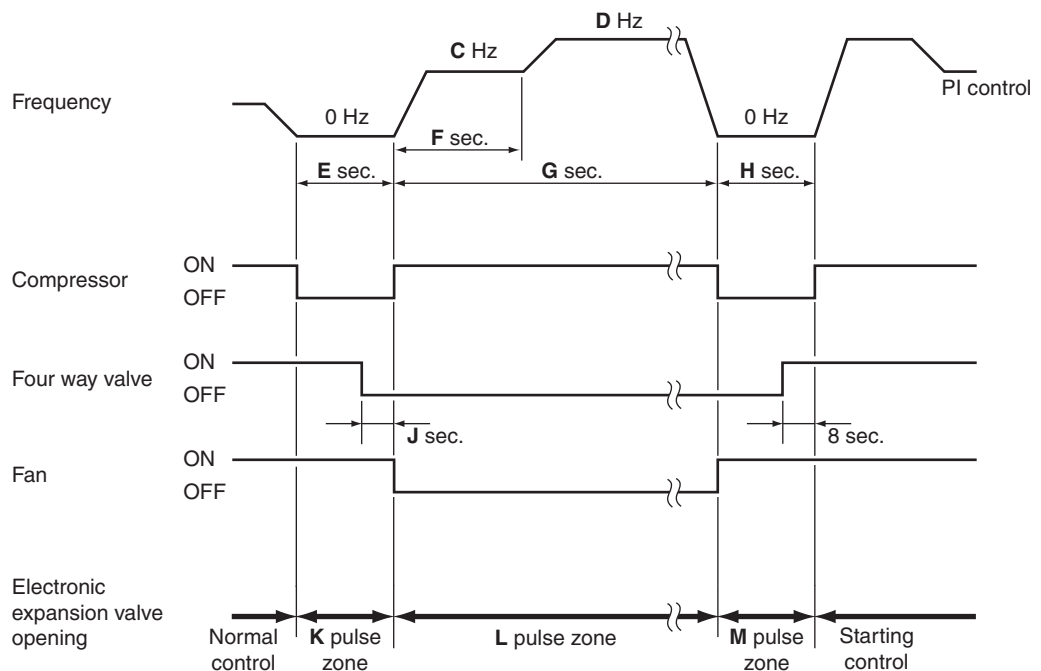 D Hz
C Hz
PI control
Frequency
0 Hz
0 Hz
F sec.
E sec.
G sec.
H sec.
ON
Compressor
OFF
ON
Four way valve
OFF
J sec.
8 sec.
ON
Fan
OFF
Electronic
expansion valve
opening
Normal
control
K pulse
zone
L pulse zone
M pulse
zone
Starting
control